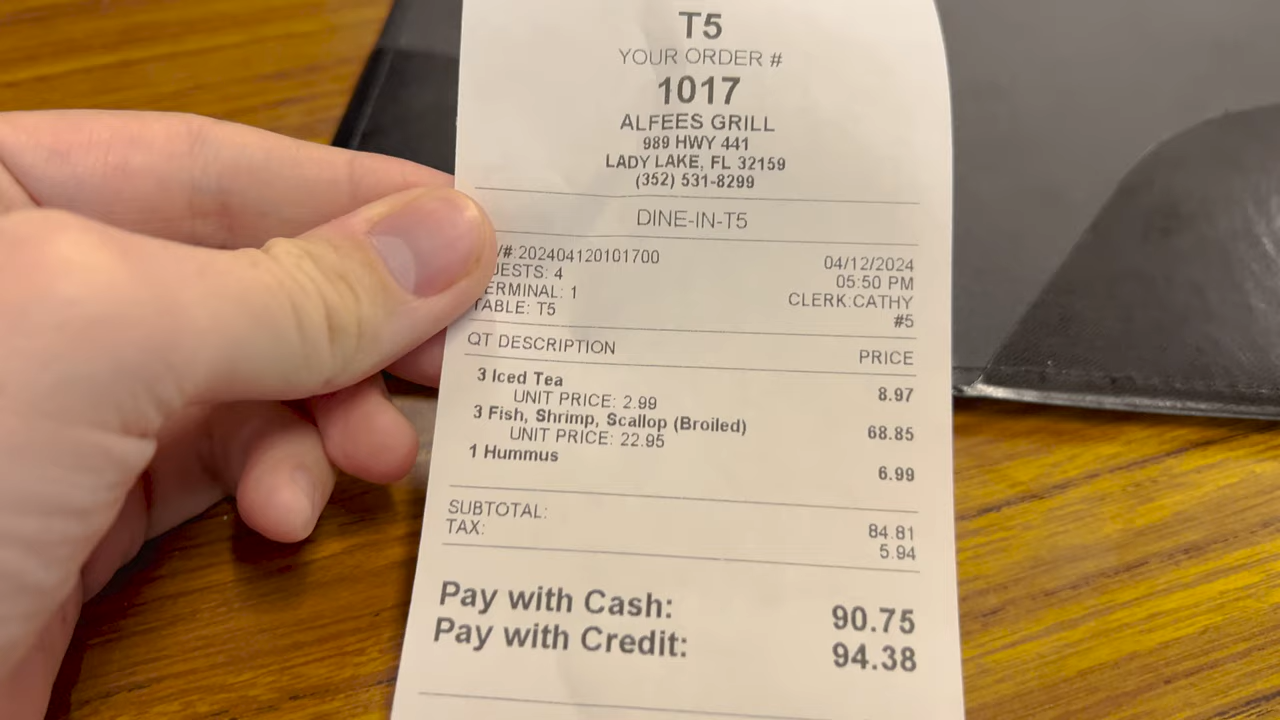 T5
YOUR ORDER #
1017
ALFEES GRILL
989 HWY 441
LADY LAKE, FL 32159
(352) 531-8299
DINE-IN-T5
/#:202404120101700 04/12/2024
UESTS: 4 05:50 PM
ERMINAL: 1 CLERK:CATHY
TABLE: T5 #5
QT DESCRIPTION PRICE
3 Iced Tea 8.97
UNIT PRICE: 2.99
3 Fish, Shrimp, Scallop (Broiled) 68.85
UNIT PRICE: 22.95
1 Hummus 6.99
SUBTOTAL: 84.81
TAX: 5.94
Pay with Cash: 90.75
Pay with Credit: 94.38